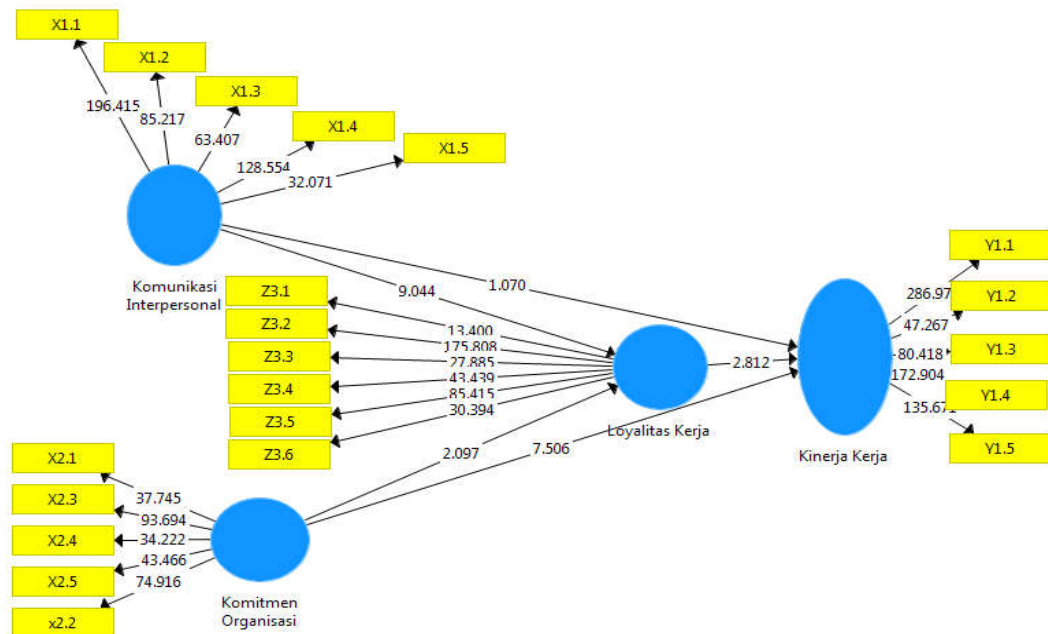 X1.1
X1.2
X1.3
X1.4
X1.5
196.415
85.217
63.407
128.554
32.071
Komunikasi
Interpersonal
9.044
1.070
Z3.1
Z3.2
Z3.3
Z3.4
Z3.5
Z3.6
13.400
175.808
27.885
43.439
85.415
30.394
Loyalitas Kerja
2.812
2.097
7.506
Y1.1
Y1.2
Y1.3
Y1.4
Y1.5
286.97
47.267
80.418
172.904
135.671
Kinerja Kerja
X2.1
X2.3
X2.4
X2.5
x2.2
37.745
93.694
34.222
43.466
74.916
Komitmen
Organisasi